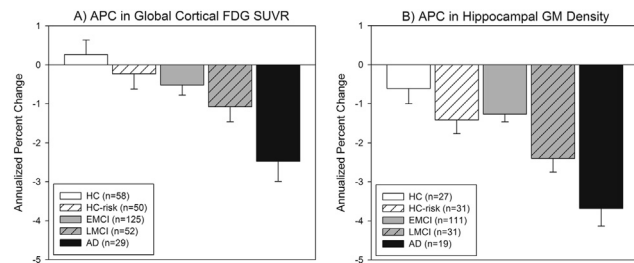 A) APC in Global Cortical FDG SUVR
Annualized Percent Change
1
0
-1
-2
-3
-4
-5
HC (n=58)
HC-risk (n=50)
EMCI (n=125)
LMCI (n=52)
AD (n=29)
B) APC in Hippocampal GM Density
Annualized Percent Change
1
0
-1
-2
-3
-4
-5
HC (n=27)
HC-risk (n=31)
EMCI (n=111)
LMCI (n=31)
AD (n=19)